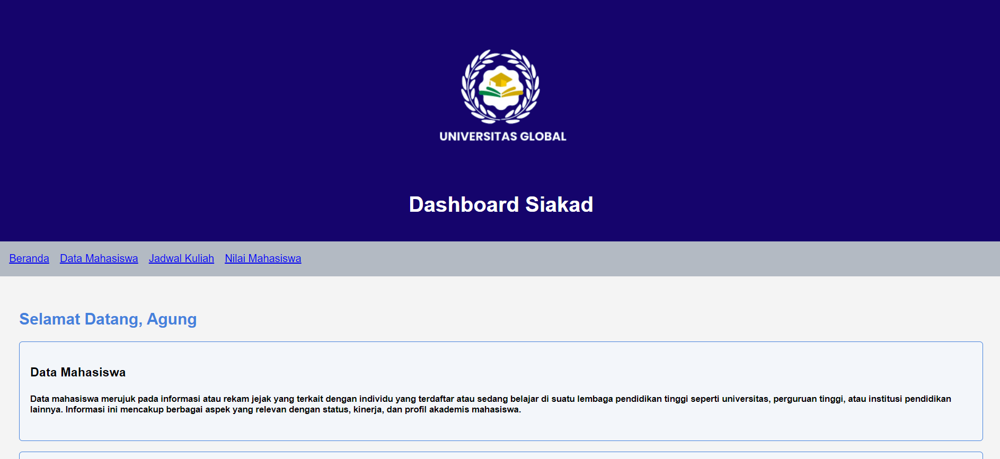 UNIVERSITAS GLOBAL
Dashboard Siakad
Beranda Data Mahasiswa Jadwal Kuliah Nilai Mahasiswa
Selamat Datang, Agung
Data Mahasiswa
Data mahasiswa merujuk pada informasi atau rekam jejak yang terkait dengan individu yang terdaftar atau sedang belajar di suatu lembaga pendidikan tinggi seperti universitas, perguruan tinggi, atau institusi pendidikan
lainnya. Informasi ini mencakup berbagai aspek yang relevan dengan status, kinerja, dan profil akademis mahasiswa.